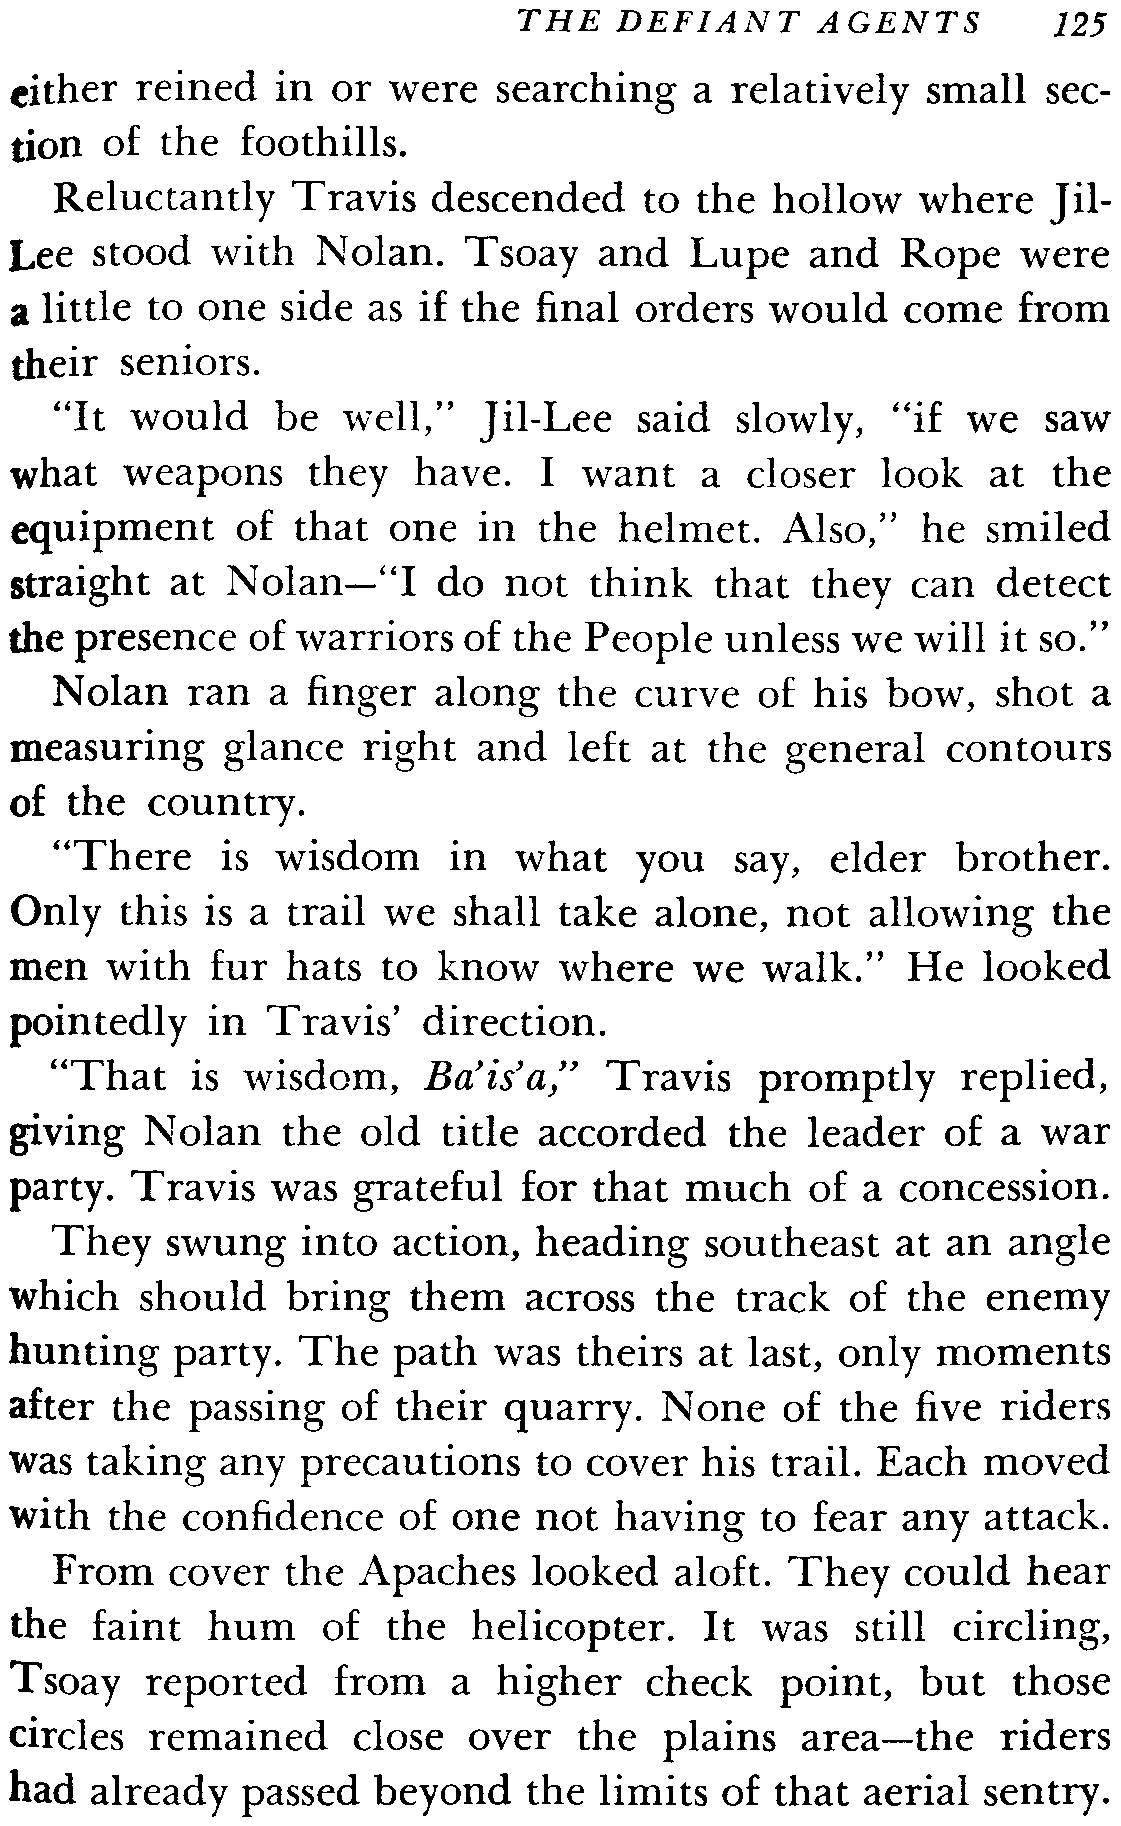 THE DEFIANT AGENTS 125
either reined in or were searching a relatively small sec-
tion of the foothills.
Reluctantly Travis descended to the hollow where Jil-
Lee stood with Nolan. Tsoay and Lupe and Rope were
a little to one side as if the final orders would come from
their seniors.
“It would be well,” Jil-Lee said slowly, “if we saw
what weapons they have. I want a closer look at the
equipment of that one in the helmet. Also,” he smiled
straight at Nolan—“I do not think that they can detect
the presence of warriors of the People unless we will it so.”
Nolan ran a finger along the curve of his bow, shot a
measuring glance right and left at the general contours
of the country.
“There is wisdom in what you say, elder brother.
Only this is a trail we shall take alone, not allowing the
men with fur hats to know where we walk.” He looked
pointedly in Travis’ direction.
“That is wisdom, Ba’is’a,” Travis promptly replied,
giving Nolan the old title accorded the leader of a war
party. Travis was grateful for that much of a concession.
They swung into action, heading southeast at an angle
which should bring them across the track of the enemy
hunting party. The path was theirs at last, only moments
after the passing of their quarry. None of the five riders
was taking any precautions to cover his trail. Each moved
with the confidence of one not having to fear any attack.
From cover the Apaches looked aloft. They could hear
the faint hum of the helicopter. It was still circling,
Tsoay reported from a higher check point, but those
circles remained close over the plains area—the riders
had already passed beyond the limits of that aerial sentry.